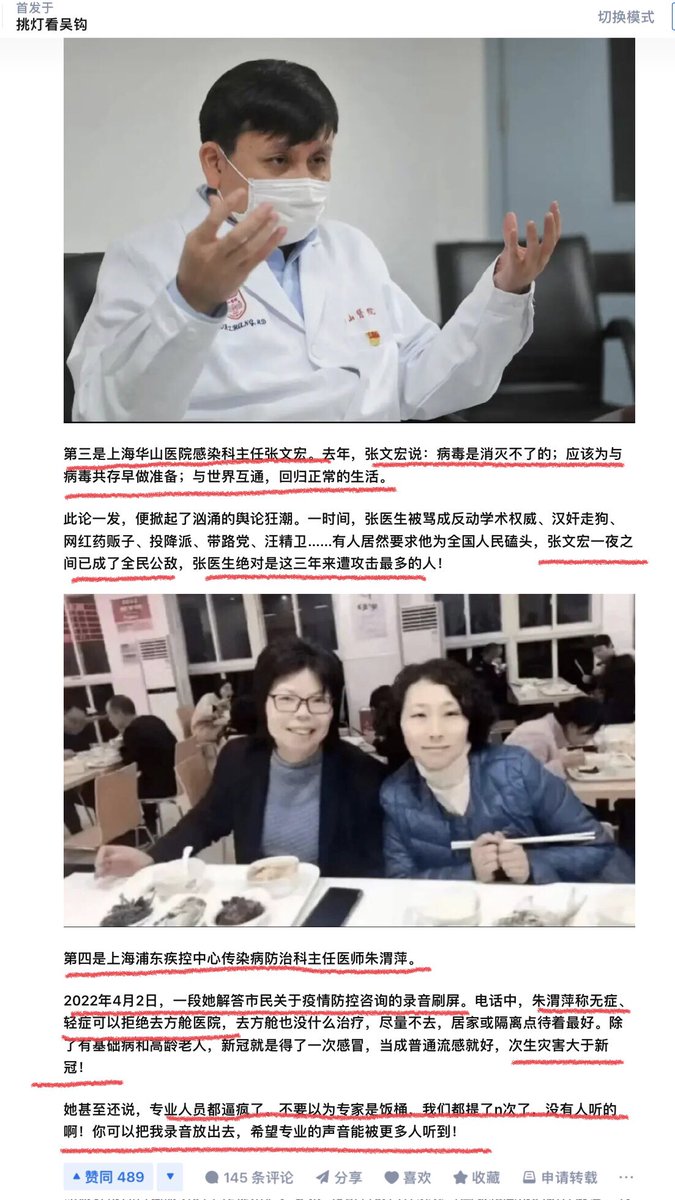 首发于
挑灯看吴钩
切换模式
第三是上海华山医院感染科主任张文宏。去年，张文宏说：病毒是消灭不了的；应该为与
病毒共存早做准备；与世界互通，回归正常的生活。
此论一发，便掀起了汹涌的舆论狂潮。一时间，张医生被骂成反动学术权威、汉奸走狗、
网红药贩子、投降派、带路党、汪精卫……有人居然要求他为全国人民磕头，张文宏一夜之
间已成了全民公敌，张医生绝对是这三年来遭攻击最多的人！
第四是上海浦东疾控中心传染病防治科主任医师朱渭萍。
2022年4月2日，一段她解答市民关于疫情防控咨询的录音刷屏。电话中，朱渭萍称无症、
轻症可以拒绝去方舱医院，去方舱也没什么治疗，尽量不去，居家或隔离点待着最好。除
了有基础病和高龄老人，新冠就是得了一次感冒，当成普通流感就好，次生灾害大于新
冠！
她甚至还说，专业人员都逼疯了，不要以为专家是饭桶，我们都提了n次了，没有人听的
啊！你可以把我录音放出去，希望专业的声音能被更多人听到！
赞同 489
145 条评论
分享
喜欢
收藏
申请转载